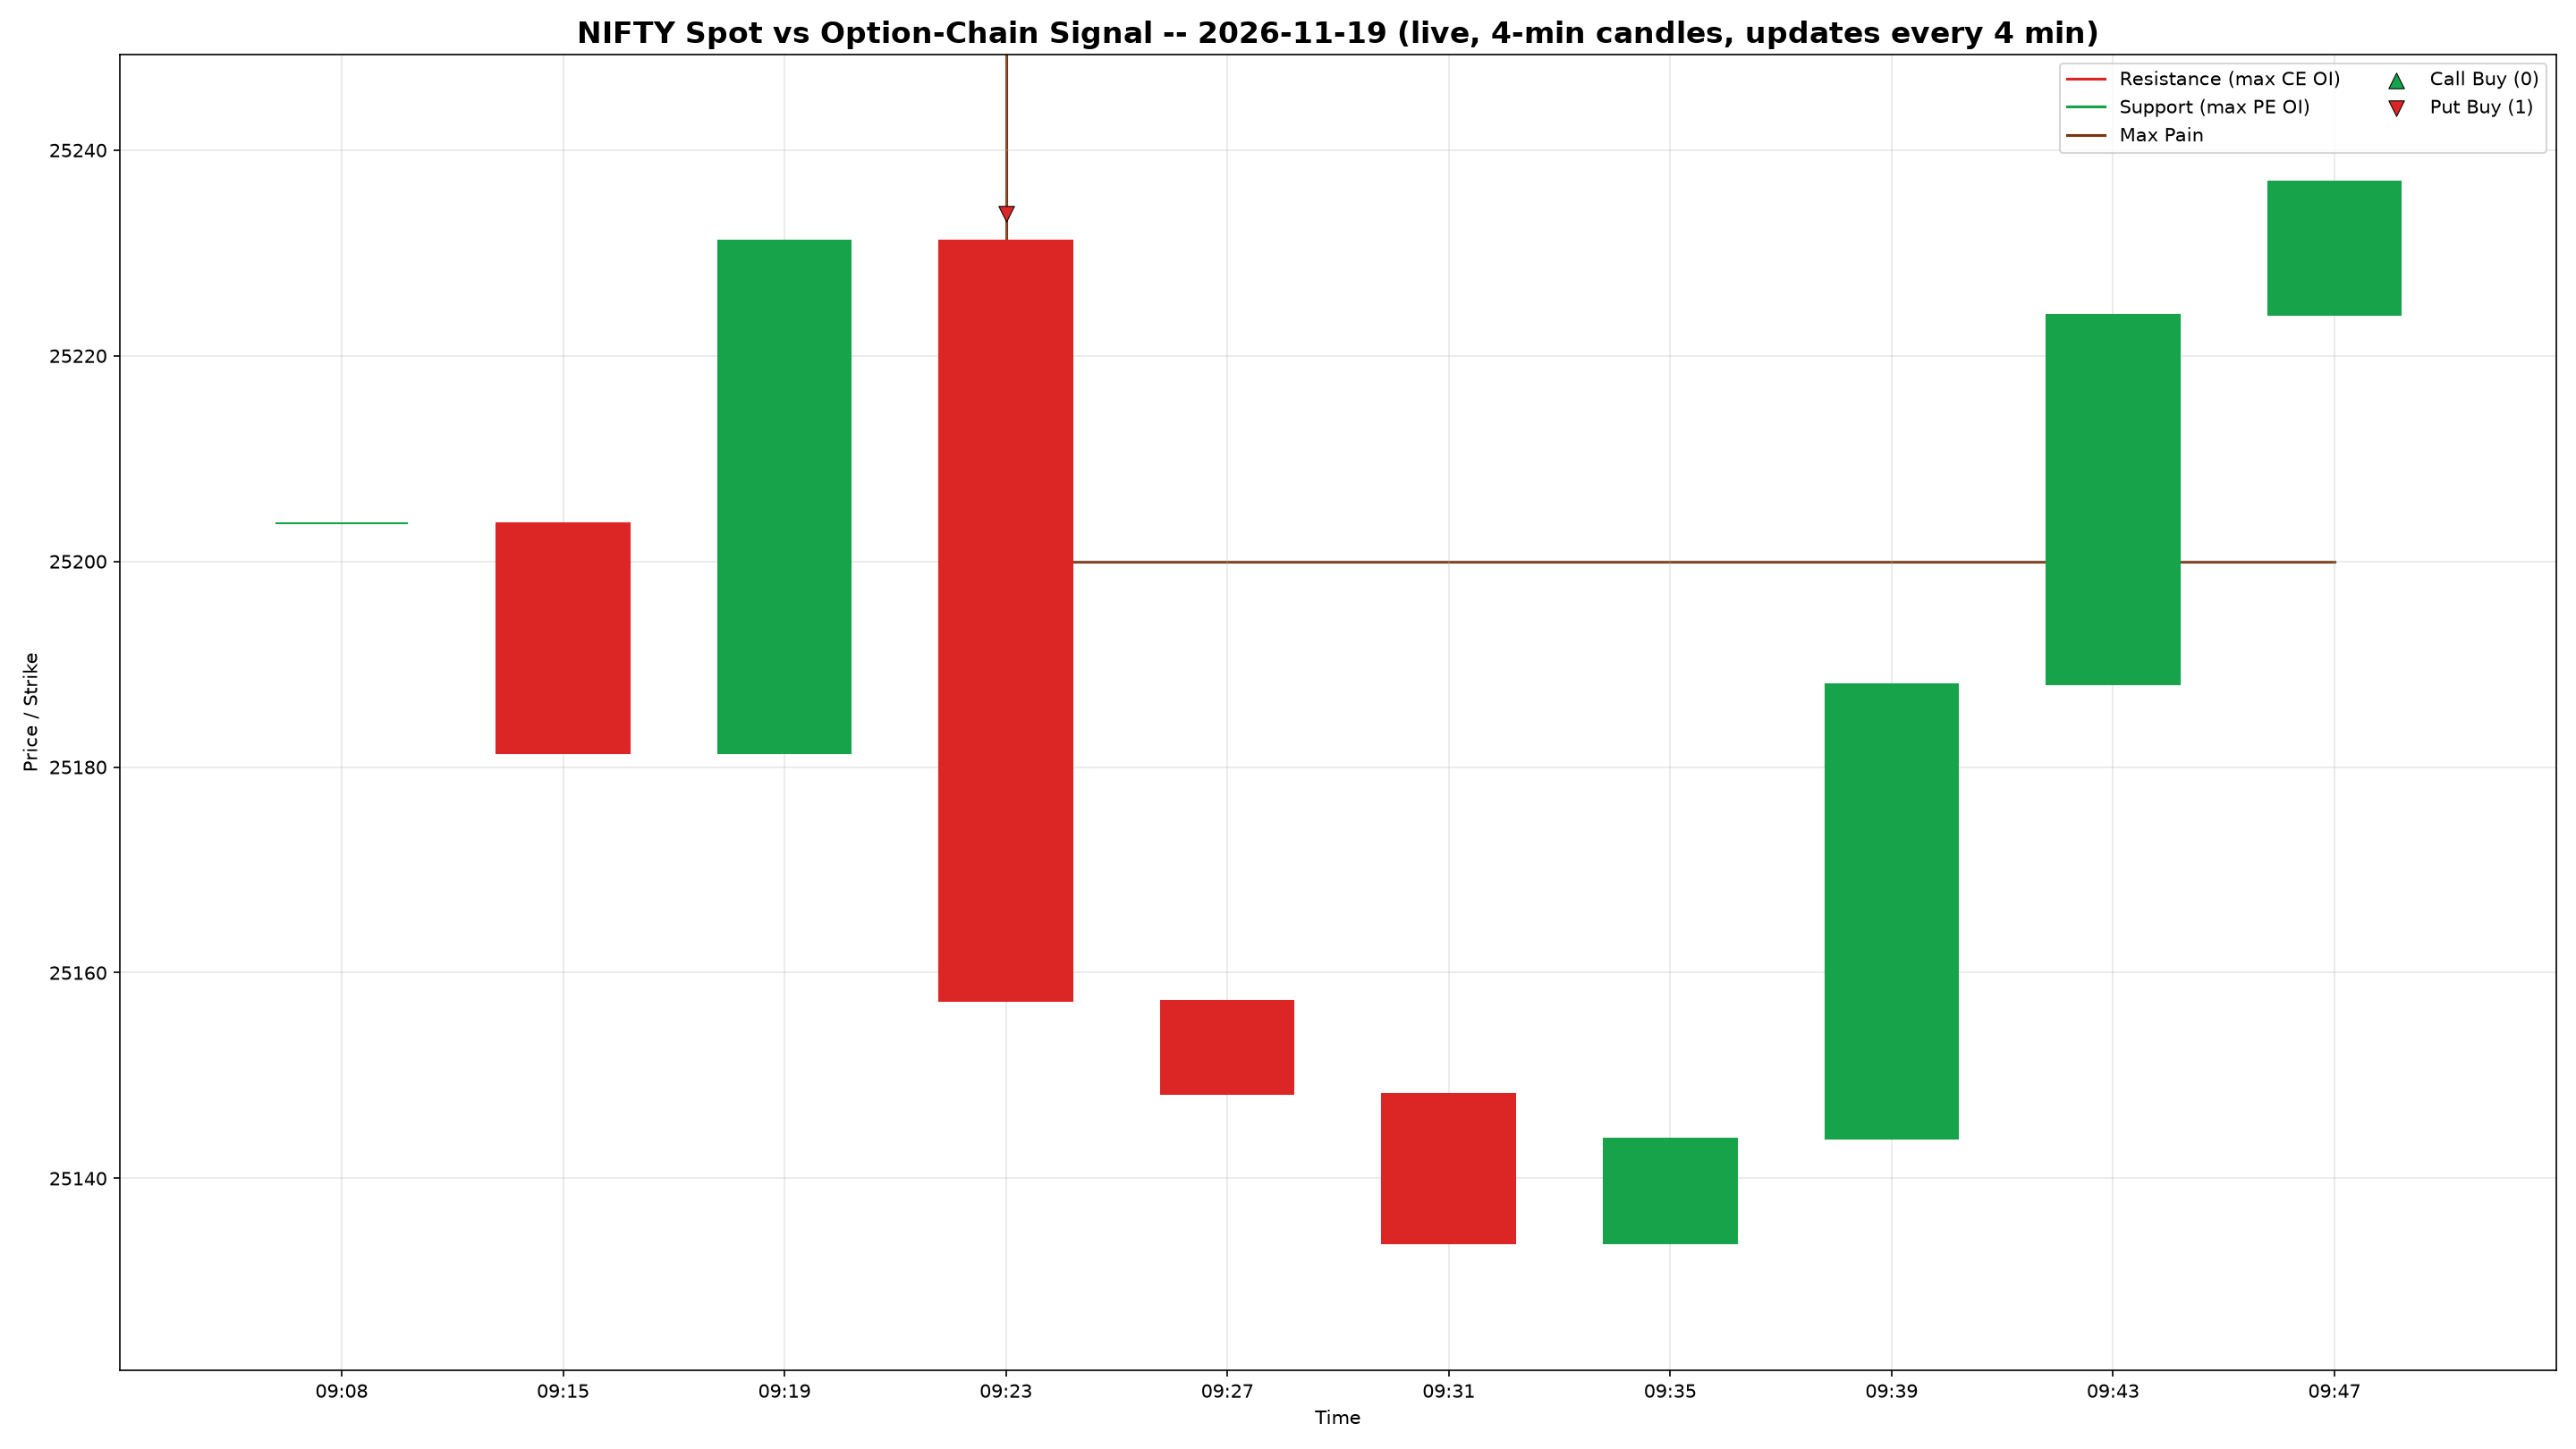 NIFTY Spot vs Option-Chain Signal -- 2026-11-19 (live, 4-min candles, updates every 4 min)
Resistance (max CE OI)
Support (max PE OI)
Max Pain
Call Buy (0)
Put Buy (1)
Price / Strike
25240
25220
25200
25180
25160
25140
09:08 09:15 09:19 09:23 09:27 09:31 09:35 09:39 09:43 09:47
Time